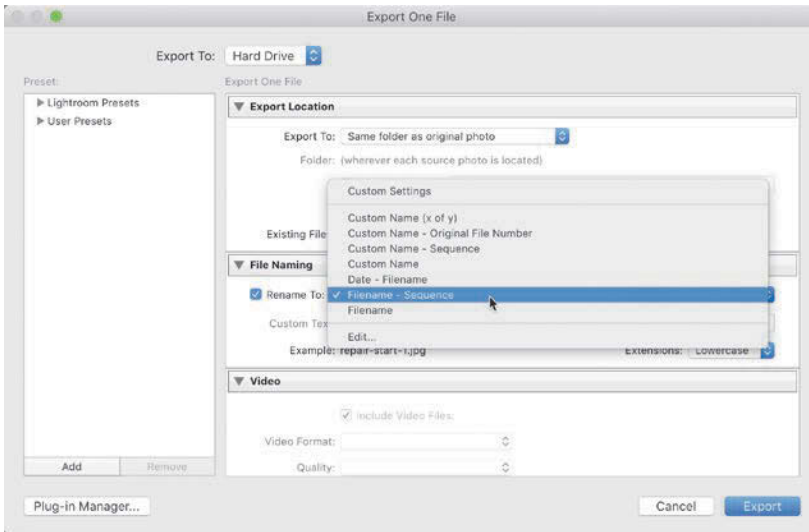 Export One File
Export To: Hard Drive
Preset:
Export One File
Lightroom Presets
User Presets
Export Location
Export To: Same folder as original photo
Folder: (wherever each source photo is located)
Custom Settings
Custom Name (x of y)
Existing File
Custom Name - Original File Number
Custom Name - Sequence
Custom Name
File Naming
Date - Filename
Rename To: Filename - Sequence
Filename
Custom Tex
Edit...
Example: repair-start-1.jpg
Extensions: Lowercase
Video
Include Video Files:
Video Format:
Quality:
Add Remove
Plug-in Manager... Cancel Export